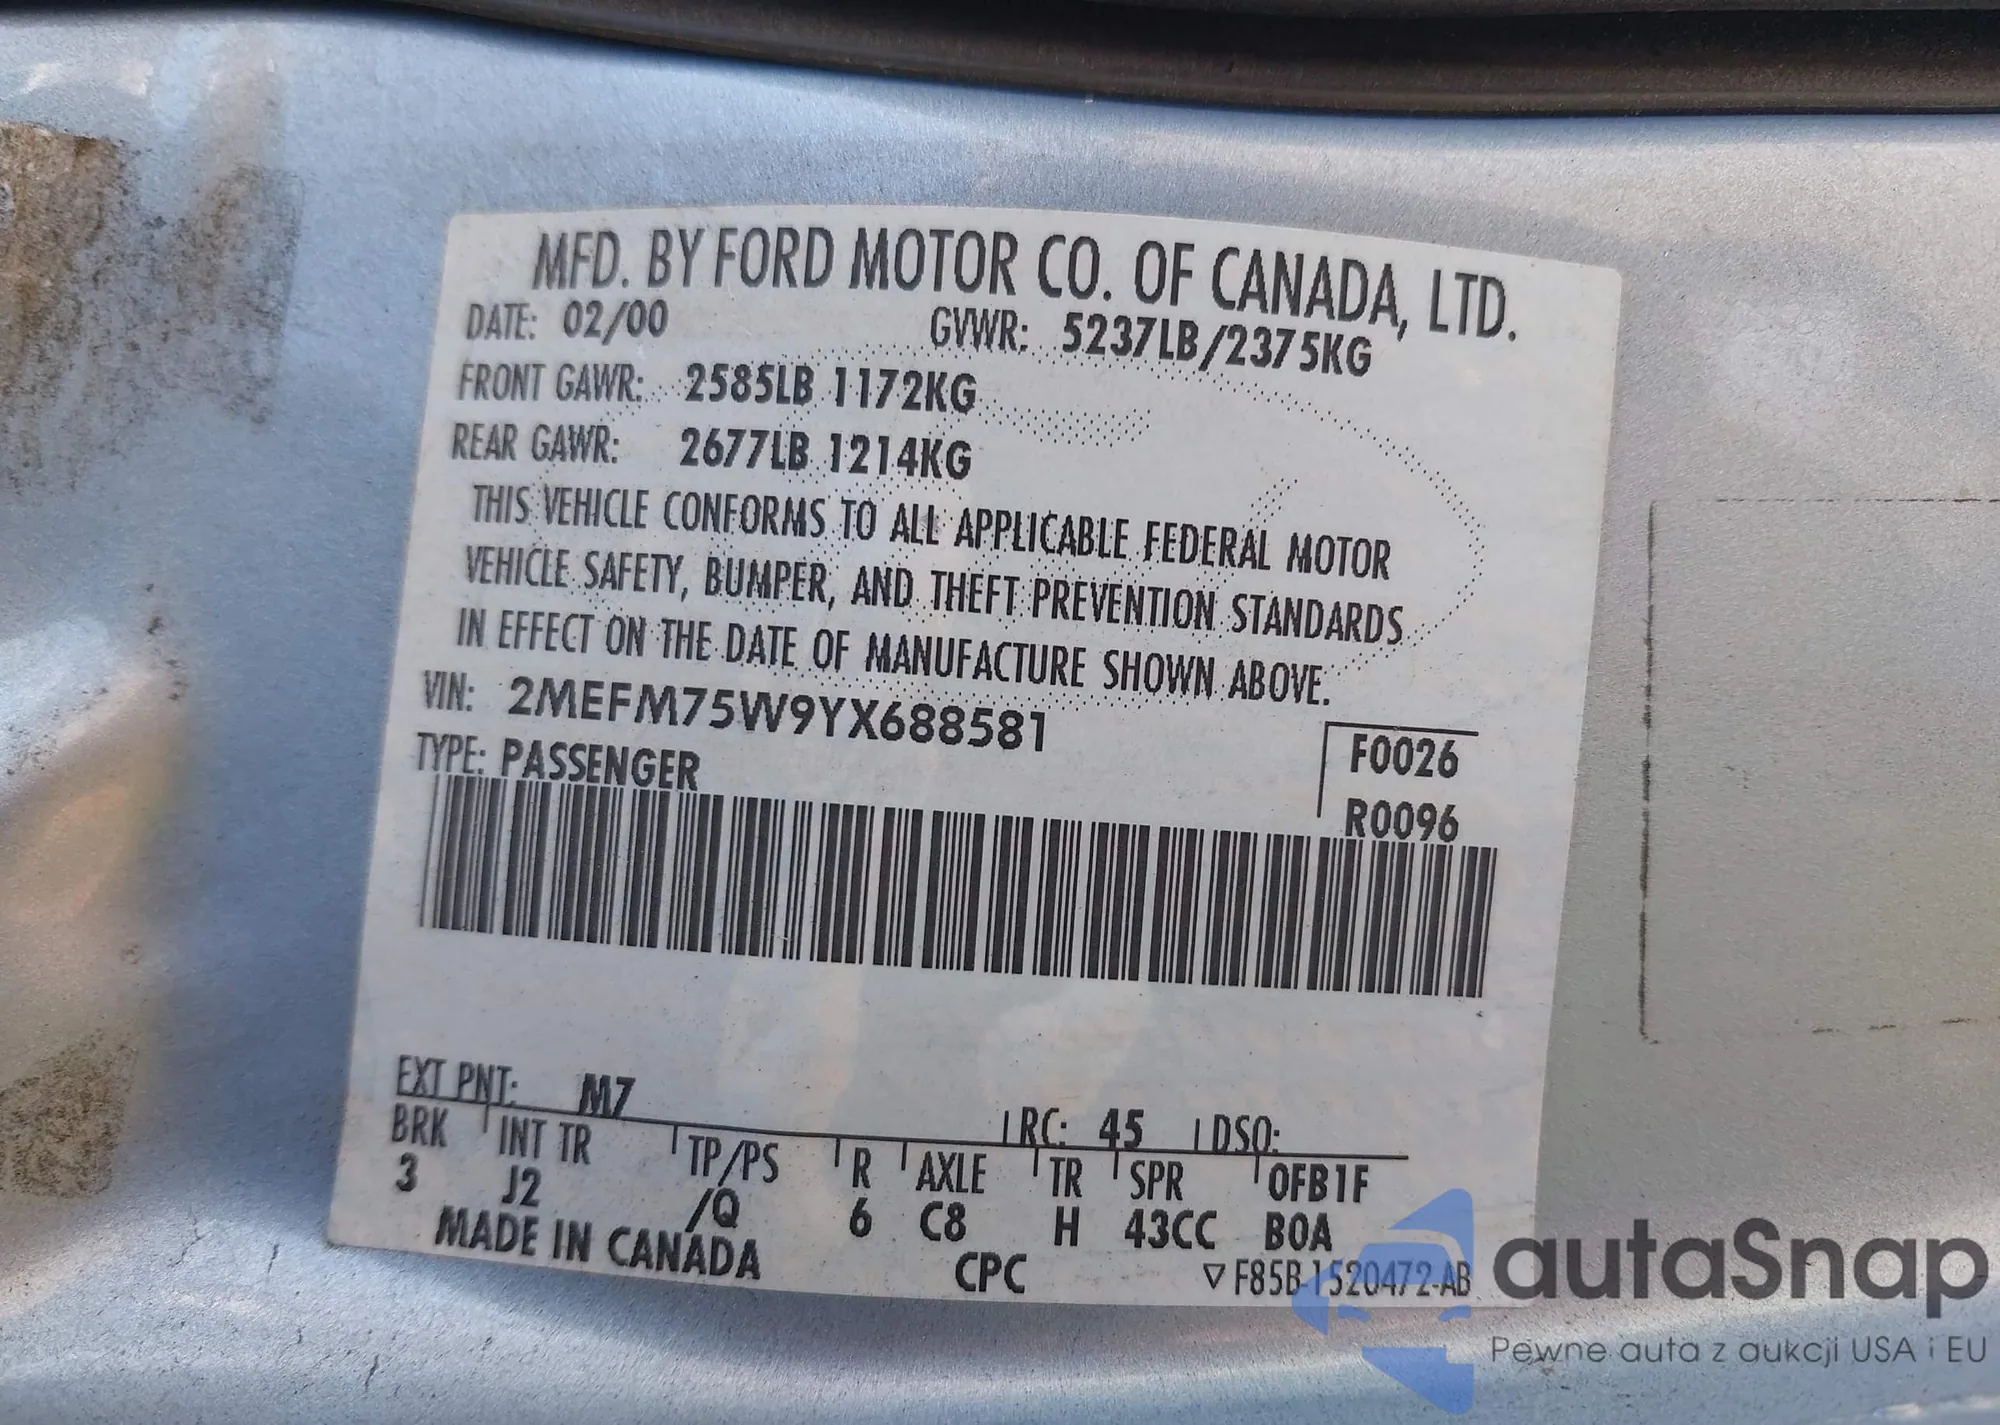 MFD. BY FORD MOTOR CO. OF CANADA, LTD.
DATE: 02/00 GVWR: 5237LB/2375KG
FRONT GAWR: 2585LB 1172KG
REAR GAWR: 2677LB 1214KG
THIS VEHICLE CONFORMS TO ALL APPLICABLE FEDERAL MOTOR
VEHICLE SAFETY, BUMPER, AND THEFT PREVENTION STANDARDS
IN EFFECT ON THE DATE OF MANUFACTURE SHOWN ABOVE.
VIN: 2MEFM75W9YX688581
F0026
TYPE: PASSENGER
R0096
EXT PNT: M7 RC: 45 DSO:
BRK INT TR TP/PS R AXLE TR SPR 0FB1F
3 J2 /Q 6 C8 H 43CC B0A
MADE IN CANADA CPC ▽ F85B-1520472-AB
autaSnap
Pewne auta z aukcji USA i EU